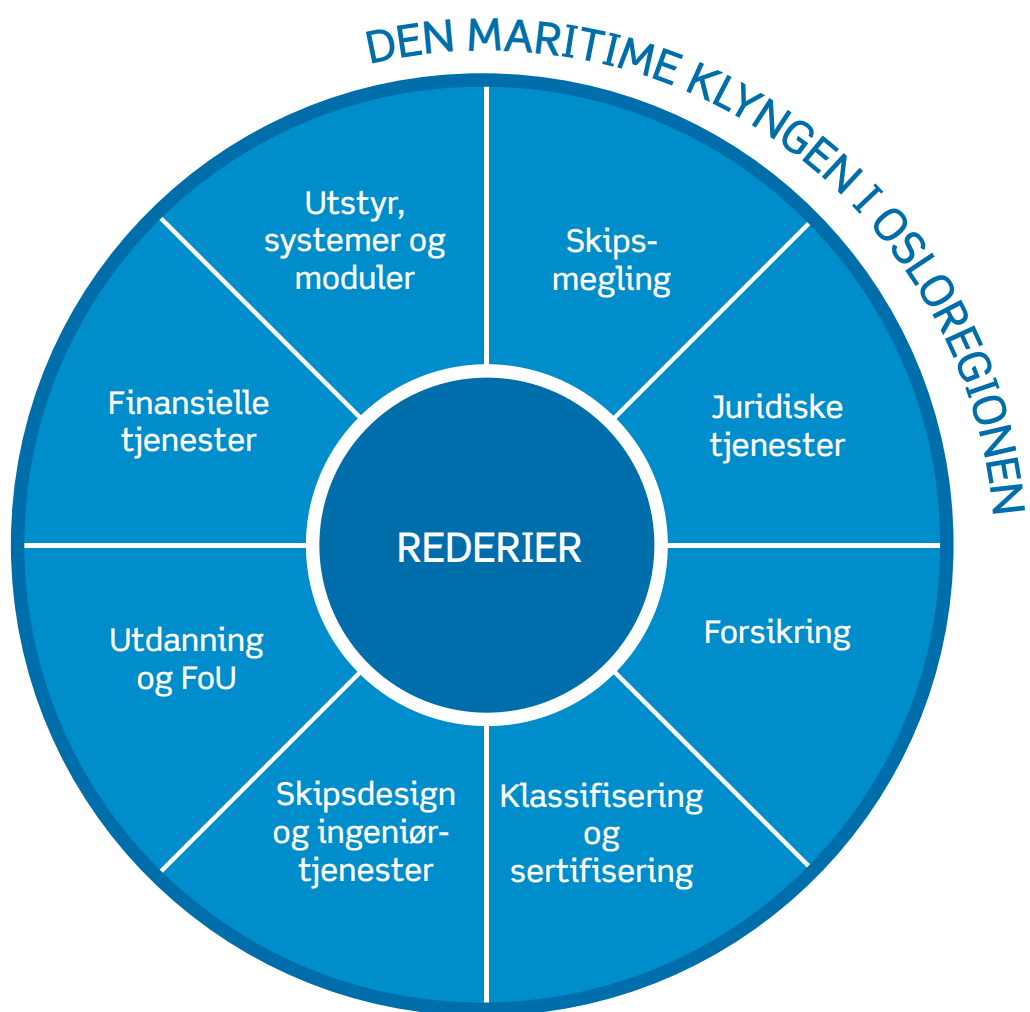 DEN MARITIME KLYNGEN I OSLOREGIONEN
Utstyr,
systemer og
moduler
Skips-
megling
Finansielle
tjenester
Juridiske
tjenester
REDERIER
Utdanning
og FoU
Forsikring
Skipsdesign
og ingeniør-
tjenester
Klassifisering
og
sertifisering